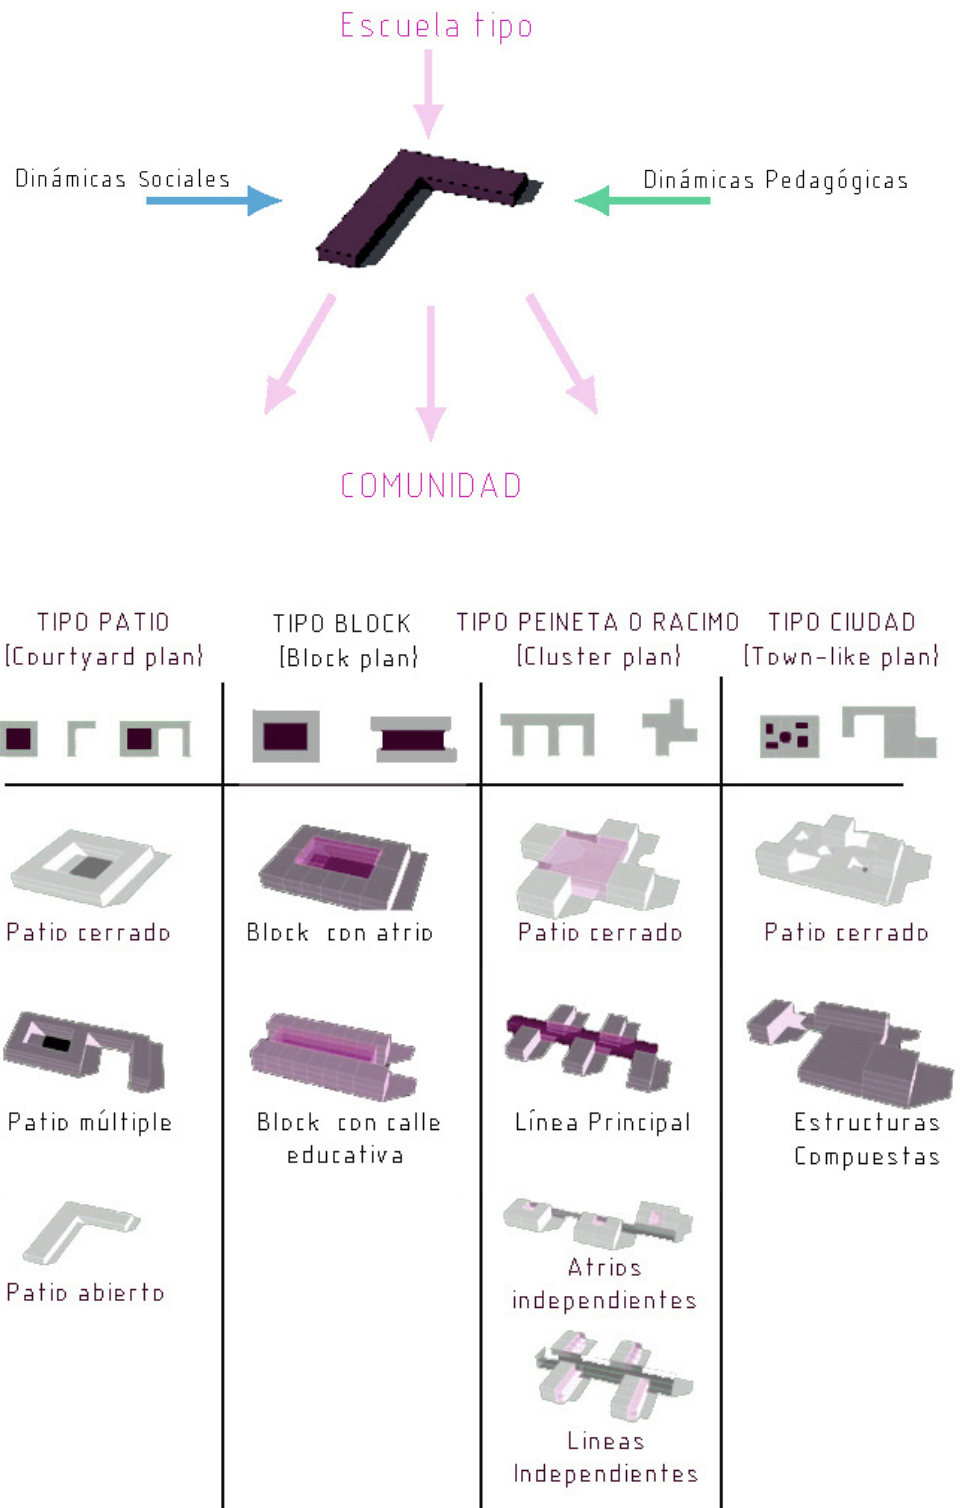 Escuela tipo
Dinámicas Sociales
Dinámicas Pedagógicas
COMUNIDAD
TIPO PATIO
[Courtyard plan}
TIPO BLOCK
[Block plan}
TIPO PEINETA O RACIMO
[Cluster plan}
TIPO CIUDAD
[Town-like plan}
Patio cerrado
Block con atrio
Patio cerrado
Patio cerrado
Patio múltiple
Block con calle
educativa
Línea Principal
Estructuras
Compuestas
Patio abierto
Atrios
independientes
Lineas
Independientes